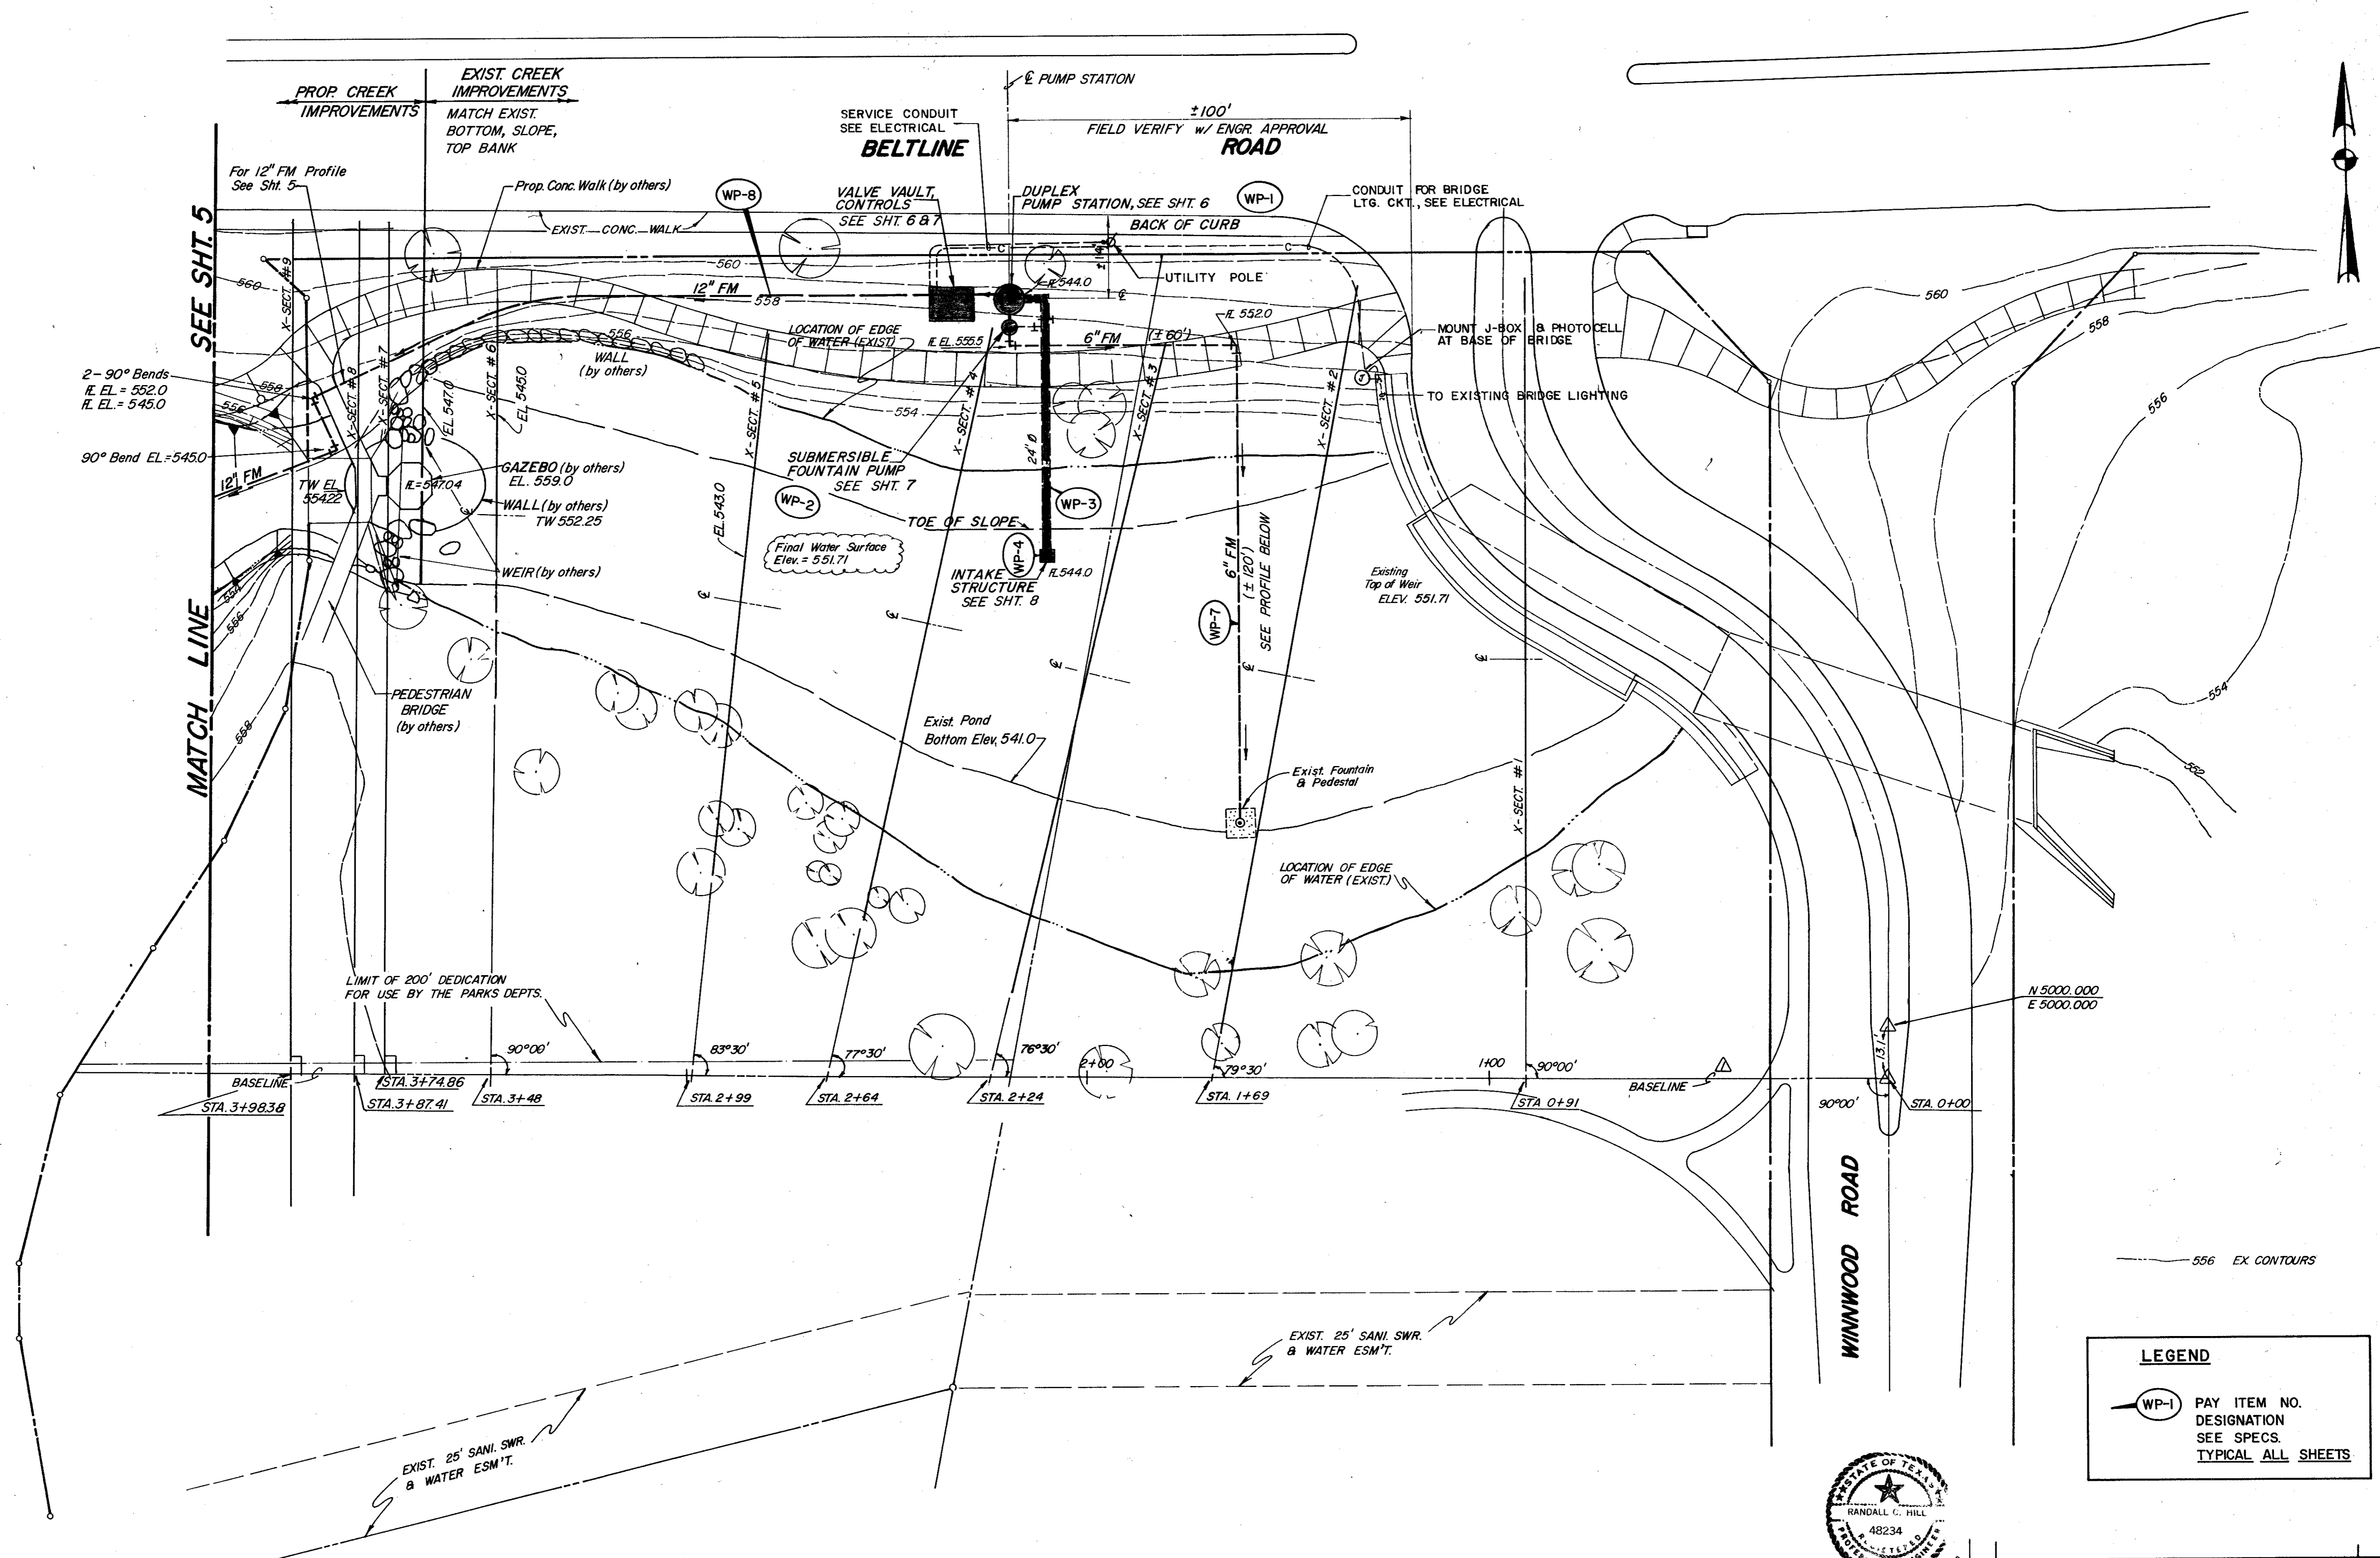 PROP. CREEK
IMPROVEMENTS
EXIST. CREEK
IMPROVEMENTS
MATCH EXIST.
BOTTOM, SLOPE,
TOP BANK
℄ PUMP STATION
±100'
FIELD VERIFY w/ ENGR. APPROVAL
SERVICE CONDUIT
SEE ELECTRICAL
BELTLINE
ROAD
For 12" FM Profile
See Sht. 5
Prop. Conc. Walk (by others)
WP-8
VALVE VAULT,
CONTROLS
SEE SHT. 6 & 7
DUPLEX
PUMP STATION, SEE SHT. 6
WP-1
CONDUIT FOR BRIDGE
LTG. CKT., SEE ELECTRICAL
EXIST. CONC. WALK
BACK OF CURB
C
C
±14'
SEE SHT. 5
MATCH LINE
X-SECT. #9
560
560
12" FM
558
UTILITY POLE
FL 544.0
℄
LOCATION OF EDGE
OF WATER (EXIST)
FL EL. 555.5
6" FM
(±60')
FL 552.0
MOUNT J-BOX & PHOTOCELL
AT BASE OF BRIDGE
560
558
556
556
WALL
(by others)
2-90° Bends
FL EL. = 552.0
FL EL. = 545.0
558
556
X-SECT. #8
X-SECT. #7
X-SECT. #6
EL. 547.0
EL. 545.0
X-SECT. #5
X-SECT. #4
X-SECT. #3
X-SECT. #2
J
TO EXISTING BRIDGE LIGHTING
554
24" Ø
90° Bend EL.=545.0
12" FM
TW EL
554.22
FL=547.04
GAZEBO (by others)
EL. 559.0
℄
WALL (by others)
TW 552.25
SUBMERSIBLE
FOUNTAIN PUMP
SEE SHT. 7
WP-2
WP-3
EL. 543.0
TOE OF SLOPE
Final Water Surface
Elev. = 551.71
WP-4
INTAKE
STRUCTURE
SEE SHT. 8
FL 544.0
6" FM
(±120')
SEE PROFILE BELOW
WP-7
Existing
Top of Weir
ELEV. 551.71
WEIR (by others)
554
556
558
℄
℄
℄
℄
℄
PEDESTRIAN
BRIDGE
(by others)
Exist. Pond
Bottom Elev. 541.0
Exist. Fountain
& Pedestal
X-SECT. #1
554
552
LOCATION OF EDGE
OF WATER (EXIST.)
LIMIT OF 200' DEDICATION
FOR USE BY THE PARKS DEPTS.
N 5000.000
E 5000.000
13.1'
90°00'
83°30'
77°30'
76°30'
2+00
79°30'
1+00
90°00'
BASELINE
BASELINE
STA. 3+98.38
STA. 3+87.41
STA. 3+74.86
STA. 3+48
STA. 2+99
STA. 2+64
STA. 2+24
STA. 1+69
STA. 0+91
90°00'
STA. 0+00
WINNWOOD ROAD
556 EX CONTOURS
EXIST. 25' SANI. SWR.
& WATER ESM'T.
EXIST. 25' SANI. SWR.
& WATER ESM'T.
LEGEND
WP-1 PAY ITEM NO.
DESIGNATION
SEE SPECS.
TYPICAL ALL SHEETS
STATE OF TEXAS
RANDALL C. HILL
48234
REGISTERED